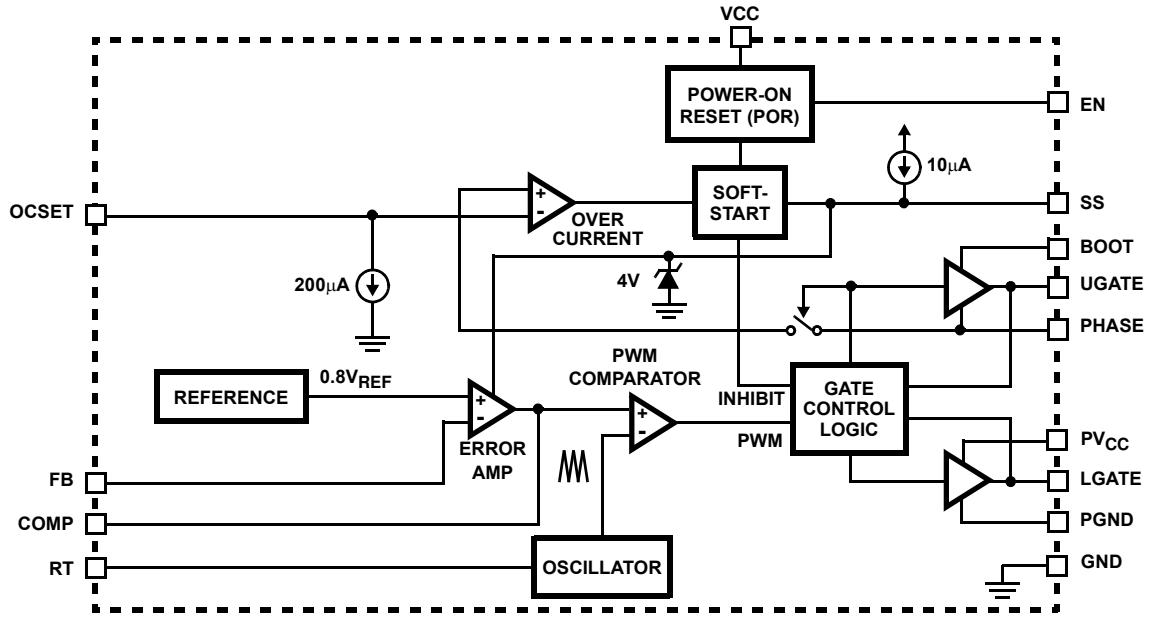 VCC
POWER-ON
RESET (POR)
EN
10μA
SOFT-
START
SS
OCSET
+
-
OVER
CURRENT
BOOT
200μA
4V
UGATE
PHASE
PWM
COMPARATOR
0.8VREF
REFERENCE
+
-
ERROR
AMP
+
-
INHIBIT
PWM
GATE
CONTROL
LOGIC
PVCC
FB
LGATE
COMP
PGND
RT
OSCILLATOR
GND